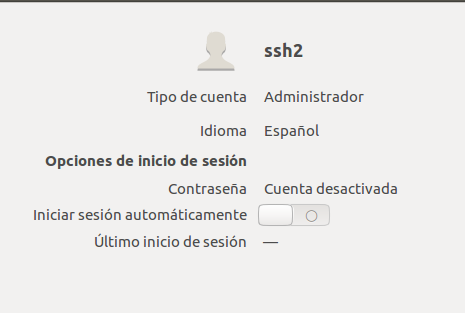 ssh2
Tipo de cuenta Administrador
Idioma Español
Opciones de inicio de sesión
Contraseña Cuenta desactivada
Iniciar sesión automáticamente
Último inicio de sesión —